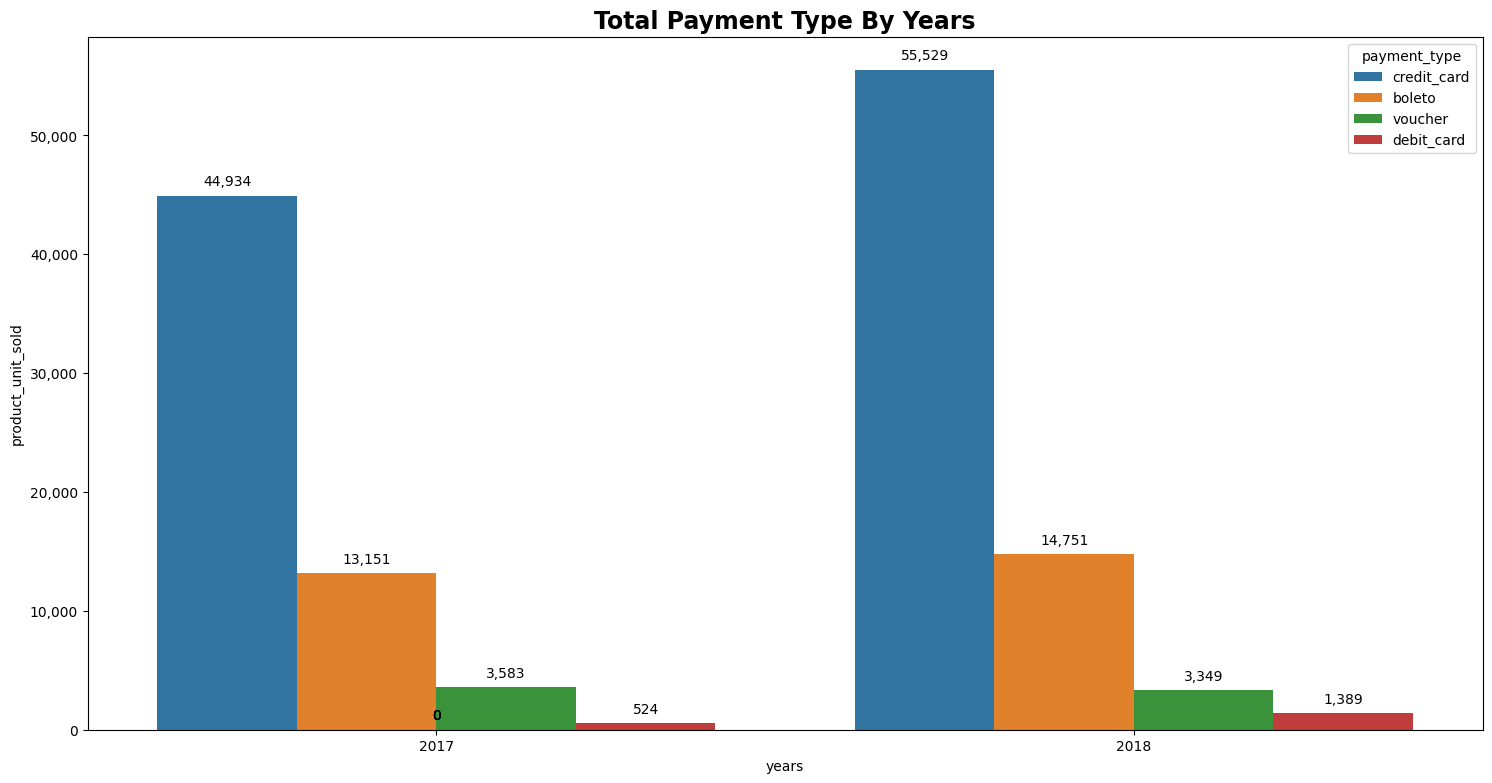 Total Payment Type By Years
payment_type
credit_card
boleto
voucher
debit_card
product_unit_sold
50,000
40,000
30,000
20,000
10,000
0
44,934
13,151
3,583
524
0
55,529
14,751
3,349
1,389
2017
2018
years